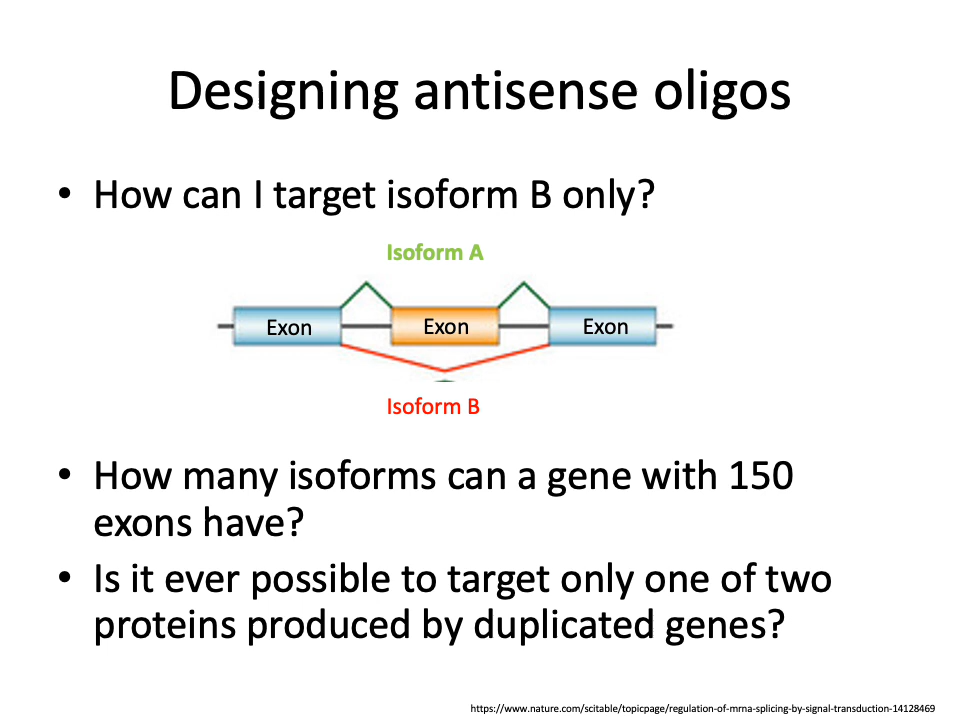 Designing antisense oligos
• How can I target isoform B only?
Isoform A
Exon Exon Exon
Isoform B
• How many isoforms can a gene with 150
exons have?
• Is it ever possible to target only one of two
proteins produced by duplicated genes?
https://www.nature.com/scitable/topicpage/regulation-of-mrna-splicing-by-signal-transduction-14128469